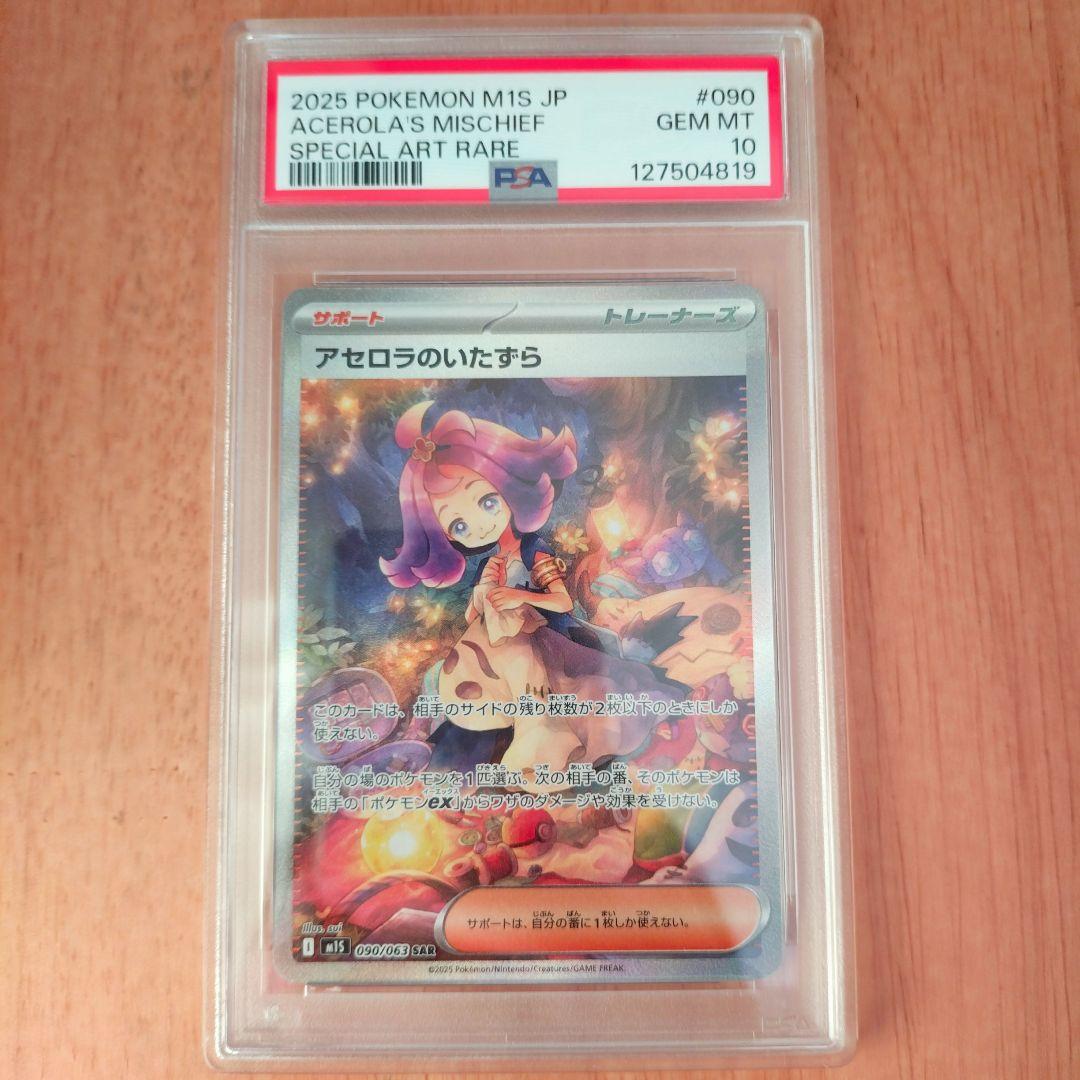 2025 POKEMON M1S JP #090
ACEROLA'S MISCHIEF GEM MT
SPECIAL ART RARE 10
PSA 127504819
サポート トレーナーズ
アセロラのいたずら
このカードは、相手のサイドの残り枚数が2枚以下のときにしか
使えない。
自分の場のポケモンを1匹選ぶ。次の相手の番、そのポケモンは
相手の「ポケモンex」からワザのダメージや効果を受けない。
サポートは、自分の番に1枚しか使えない。
Illus. sui
I m1S 090/063 SAR
©2025 Pokémon/Nintendo/Creatures/GAME FREAK.